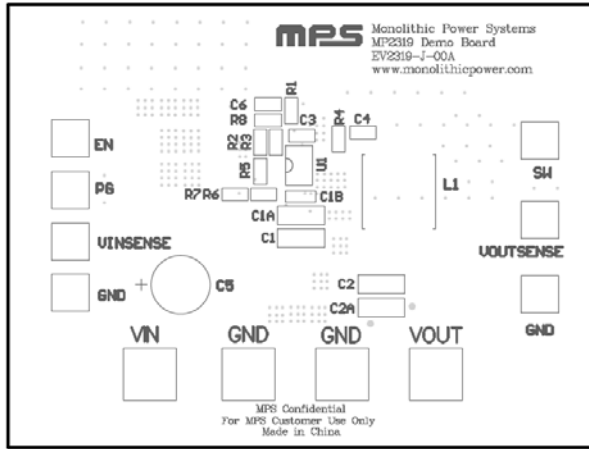 MPS
Monolithic Power Systems
MP2319 Demo Board
EV2319-J-00A
www.monolithicpower.com
R1
C6
R8
C3
R4
C4
R2
R3
U1
R5
L1
R7
R6
C1B
C1A
C1
EN
PG
VINSENSE
GND
C5
C2
C2A
SW
VOUTSENSE
GND
VIN
GND
GND
VOUT
MPS Confidential
For MPS Customer Use Only
Made in China